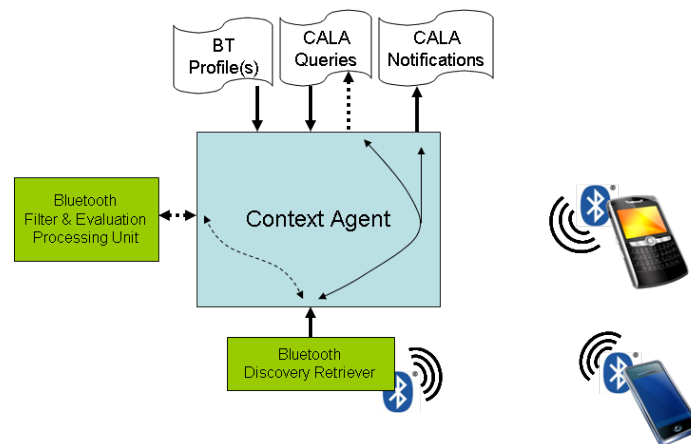 BT
Profile(s)
CALA
Queries
CALA
Notifications
Bluetooth
Filter & Evaluation
Processing Unit
Context Agent
Bluetooth
Discovery Retriever
®
®
®